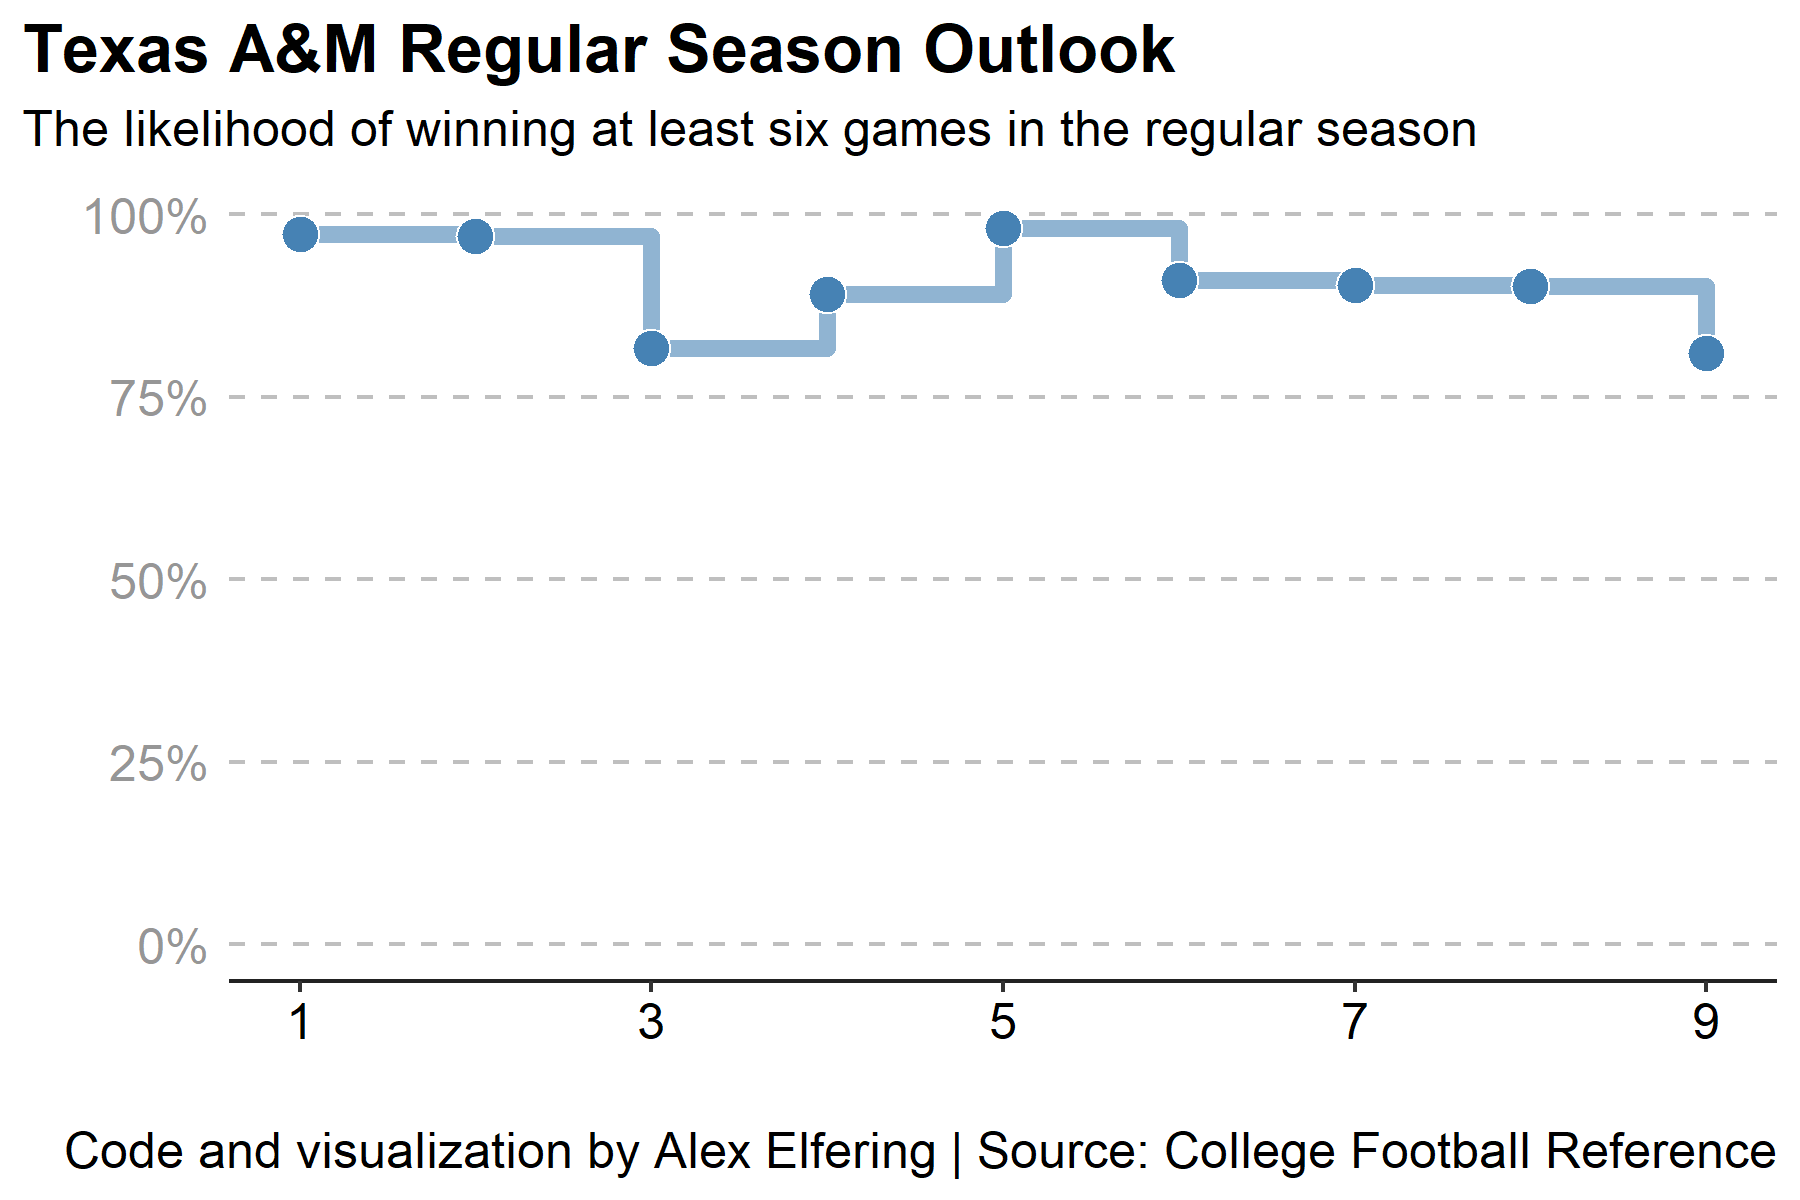 Texas A&M Regular Season Outlook
The likelihood of winning at least six games in the regular season
100%
75%
50%
25%
0%
1 3 5 7 9
Code and visualization by Alex Elfering | Source: College Football Reference